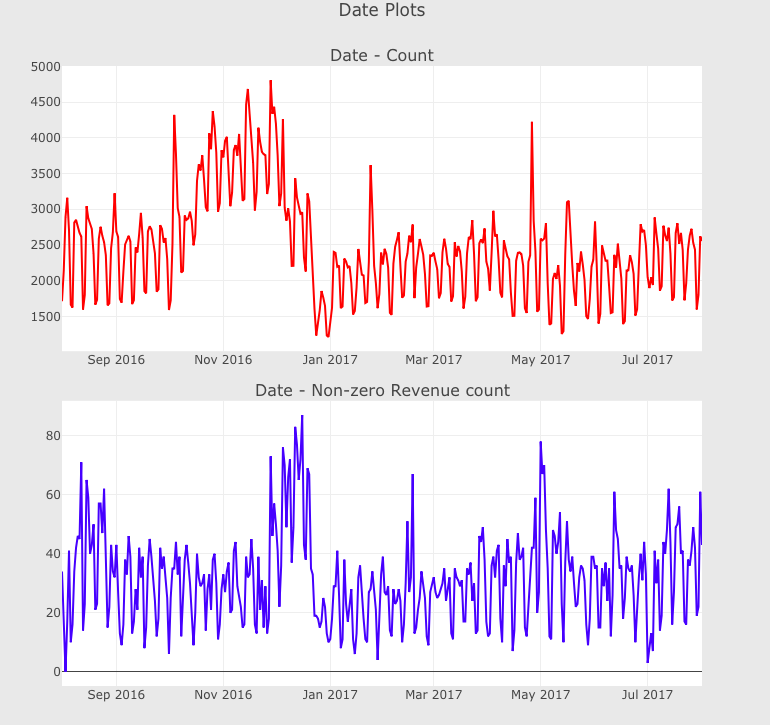 Date Plots
Date - Count
5000
4500
4000
3500
3000
2500
2000
1500
Sep 2016 Nov 2016 Jan 2017 Mar 2017 May 2017 Jul 2017
Date - Non-zero Revenue count
80
60
40
20
0
Sep 2016 Nov 2016 Jan 2017 Mar 2017 May 2017 Jul 2017